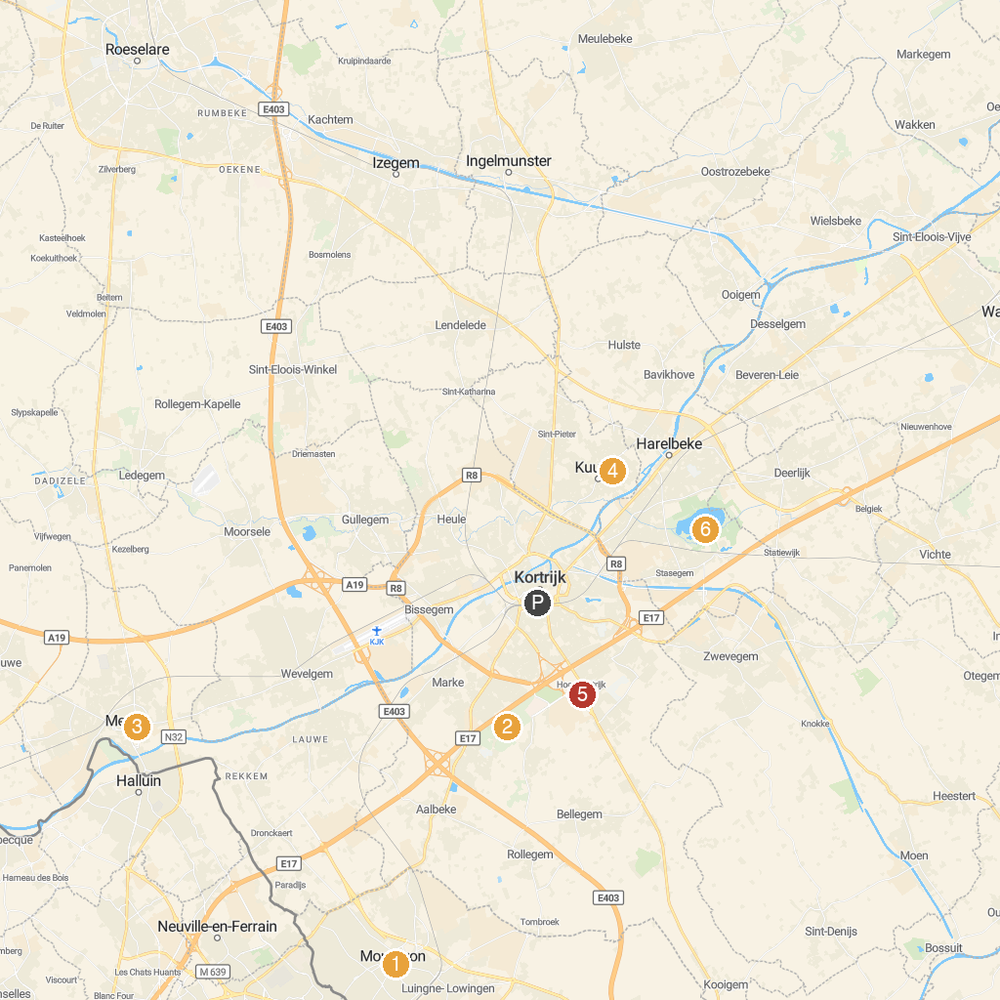 Meulebeke
Roeselare
Markegem
Kruipindaarde
E403
RUMBEKE
Kachtem
De Ruiter
Wakken
Izegem
Ingelmunster
Zilverberg
OEKENE
Oostrozebeke
Wielsbeke
Kasteelhoek
Sint-Eloois-Vijve
Koekuithoek
Bosmolens
Beitem
Ooigem
Veldmolen
E403
Lendelede
Desselgem
Hulste
Sint-Eloois-Winkel
Bavikhove
Beveren-Leie
Sint-Katharina
Rollegem-Kapelle
Slypskapelle
Sint-Pieter
Nieuwenhove
Harelbeke
Driemasten
4
R8
Ledegem
Deerlijk
DADIZELE
Belgiek
Gullegem
Heule
6
Moorsele
Vijfwegen
Kezelberg
Statiewijk
Vichte
R8
Panemolen
Stasegem
Kortrijk
A19
R8
P
Bissegem
E17
A19
KJK
Zwevegem
Wevelgem
Marke
Otegem
5
E403
Knokke
2
3
N32
E17
LAUWE
Halluin
REKKEM
Heestert
Aalbeke
Bellegem
Dronckaert
Rollegem
Moen
E17
Hameau des Bois
Paradijs
E403
Tombroek
Neuville-en-Ferrain
Sint-Denijs
Bossuit
1
Les Chats Huants
M 639
Viscourt
Kooigem
Luingne- Lowingen
Blanc Four